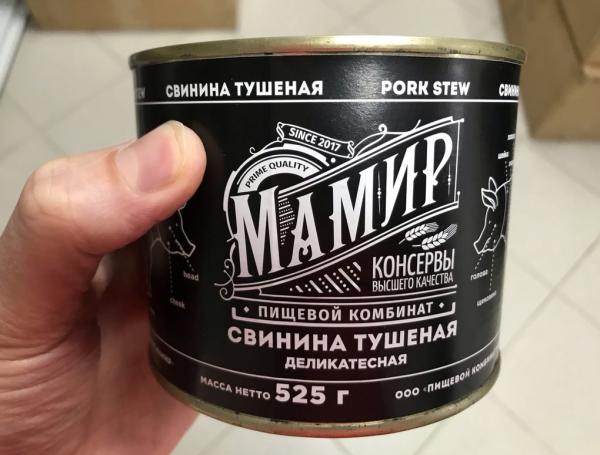 СВИНИНА ТУШЕНАЯ
PORK STEW
SINCE 2017
PRIME QUALITY
МАМИР
КОНСЕРВЫ
ВЫСШЕГО КАЧЕСТВА
ПИЩЕВОЙ КОМБИНАТ
СВИНИНА ТУШЕНАЯ
ДЕЛИКАТЕСНАЯ
МАССА НЕТТО 525 г
ООО «ПИЩЕВОЙ
head
cheek
голова